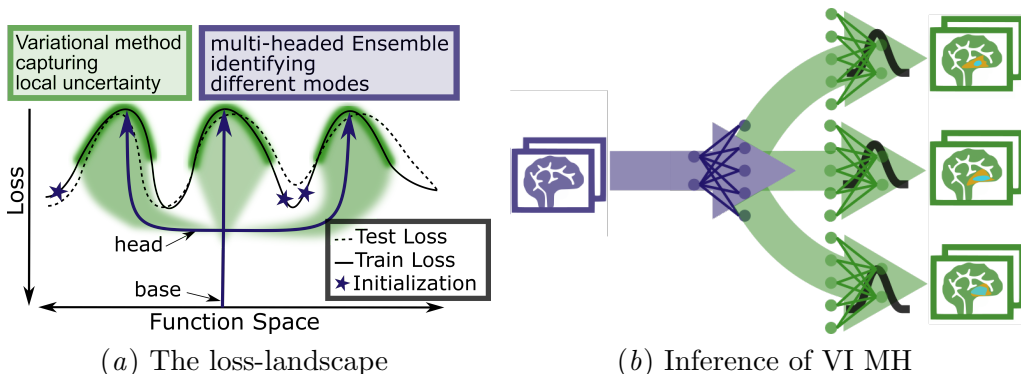 Variational method
capturing
local uncertainty
multi-headed Ensemble
identifying
different modes
Loss
head
base
Test Loss
Train Loss
Initialization
Function Space
(a) The loss-landscape
(b) Inference of VI MH